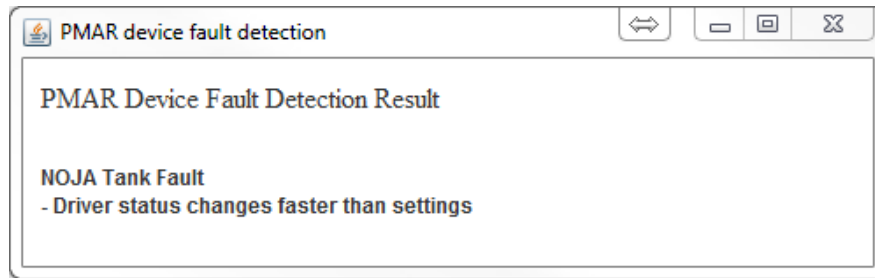 PMAR device fault detection
PMAR Device Fault Detection Result
NOJA Tank Fault
- Driver status changes faster than settings